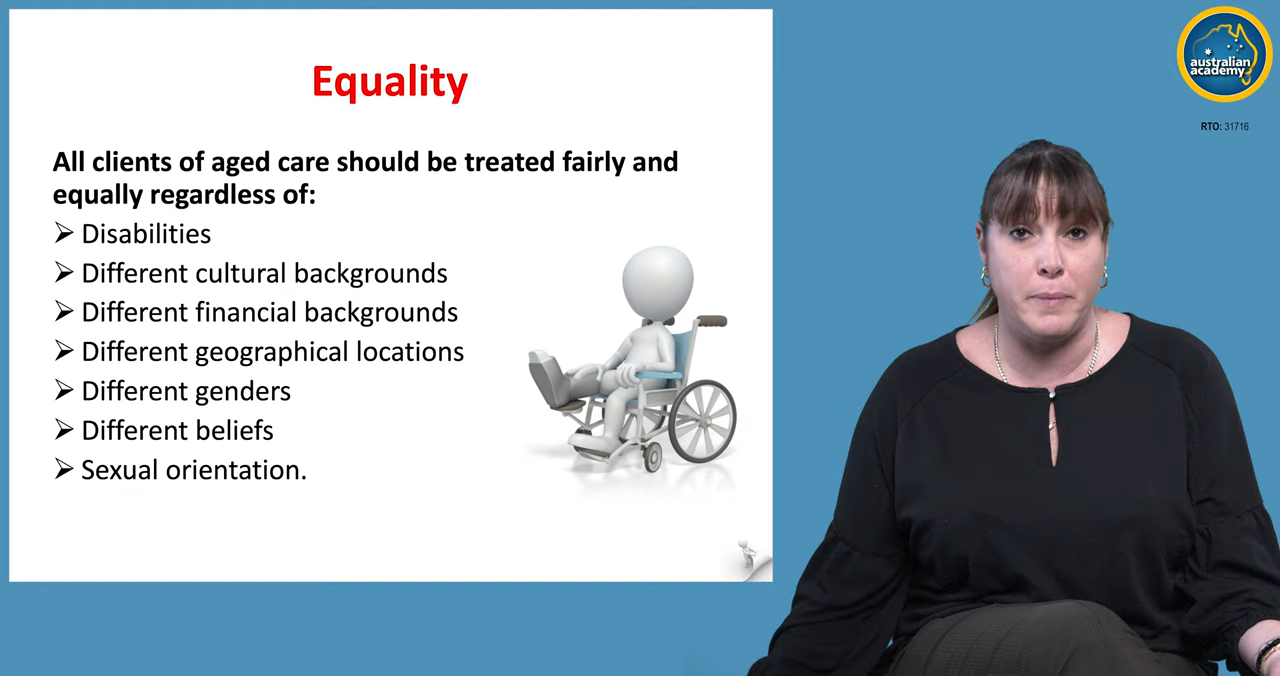 Equality
All clients of aged care should be treated fairly and
equally regardless of:
➢ Disabilities
➢ Different cultural backgrounds
➢ Different financial backgrounds
➢ Different geographical locations
➢ Different genders
➢ Different beliefs
➢ Sexual orientation.
australian
academy
RTO: 31716